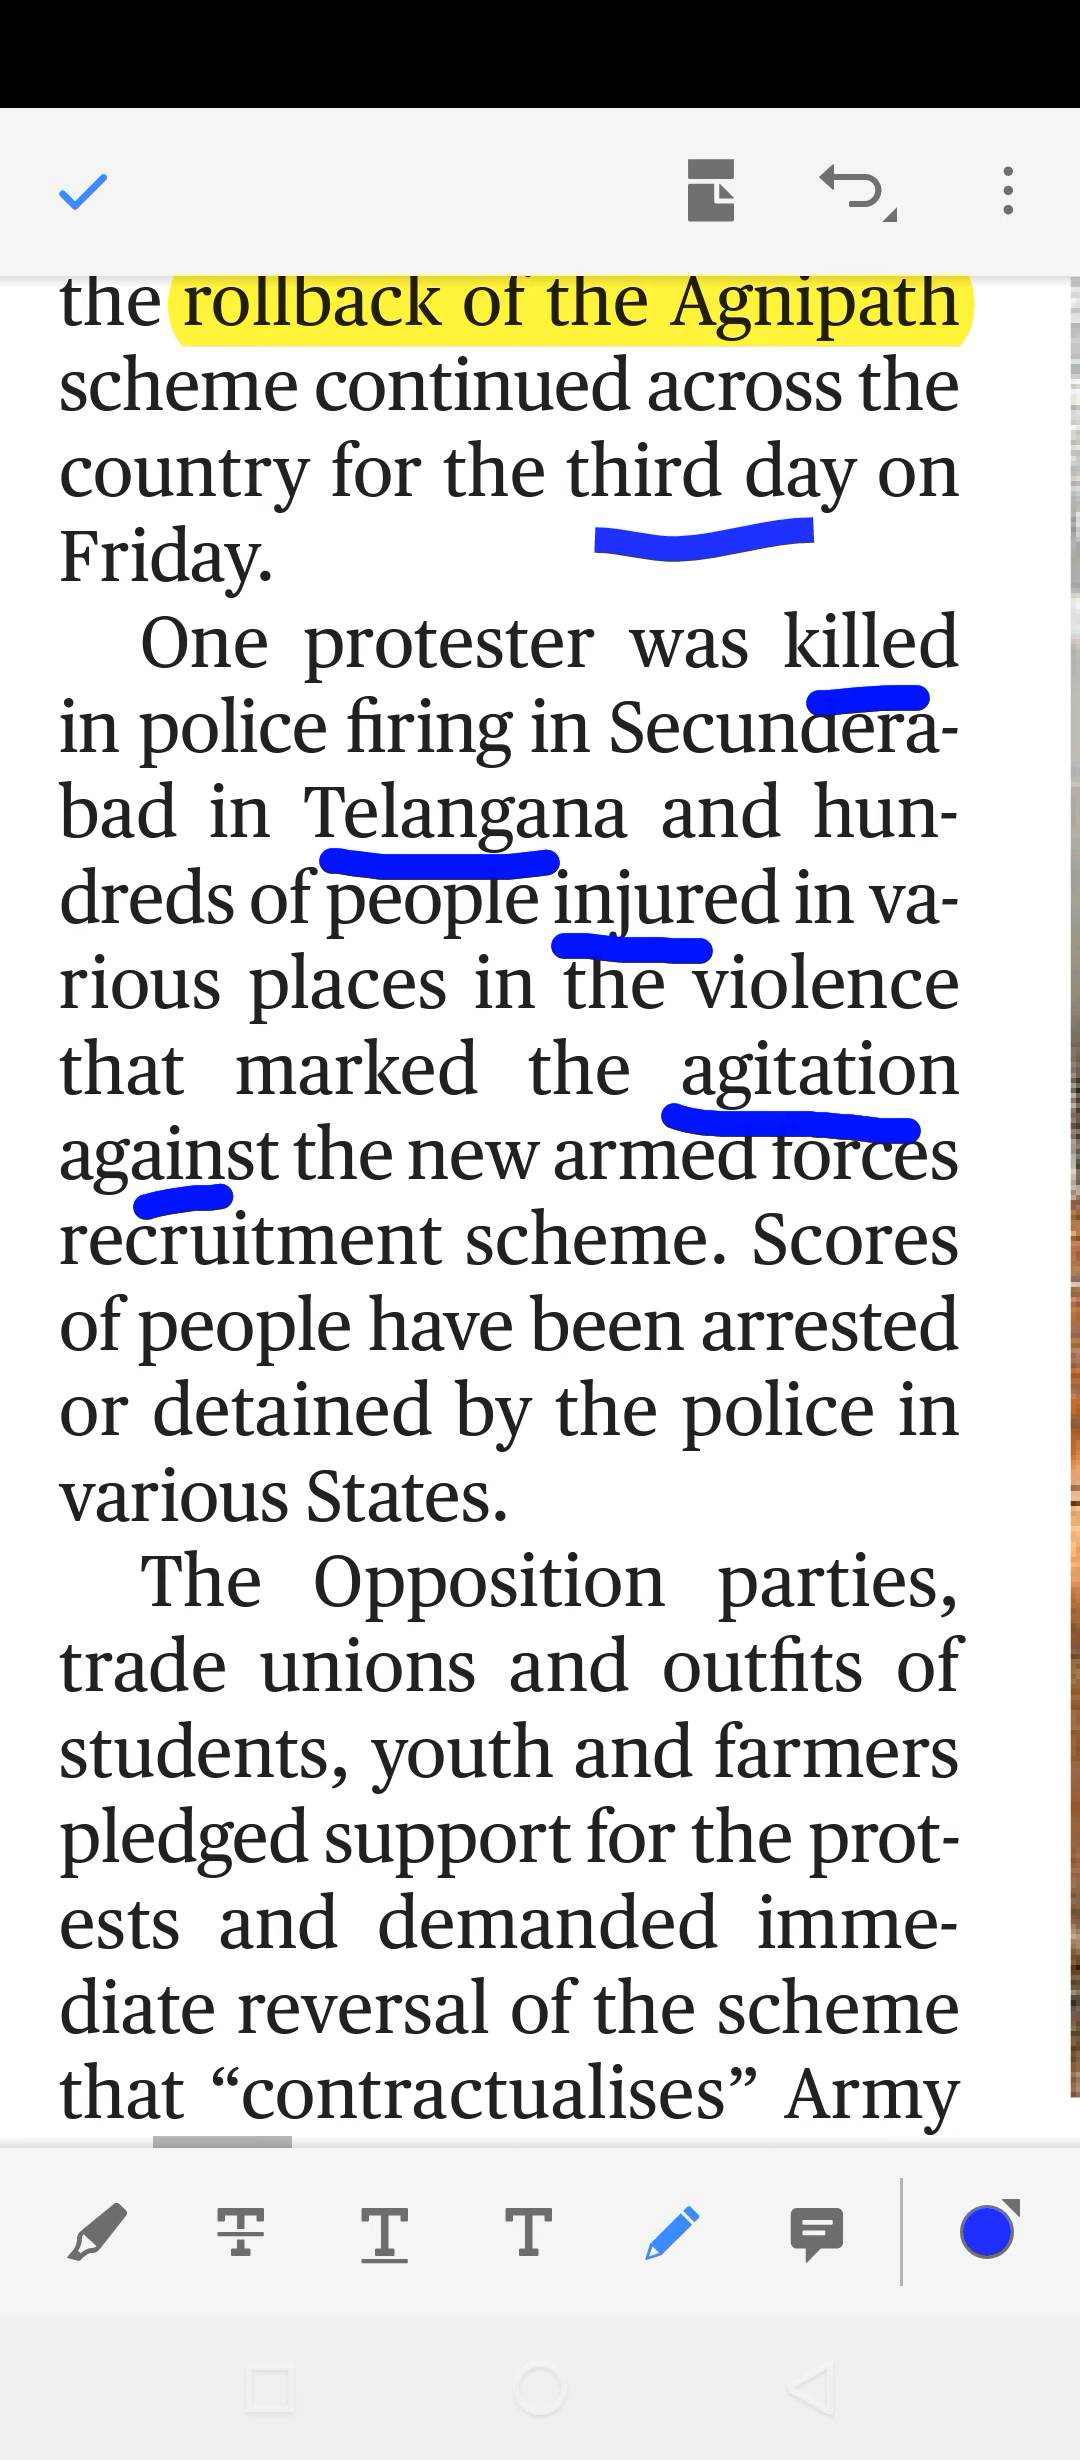 the rollback of the Agnipath
scheme continued across the
country for the third day on
Friday.
One protester was killed
in police firing in Secundera-
bad in Telangana and hun-
dreds of people injured in va-
rious places in the violence
that marked the agitation
against the new armed forces
recruitment scheme. Scores
of people have been arrested
or detained by the police in
various States.
The Opposition parties,
trade unions and outfits of
students, youth and farmers
pledged support for the prot-
ests and demanded imme-
diate reversal of the scheme
that “contractualises” Army